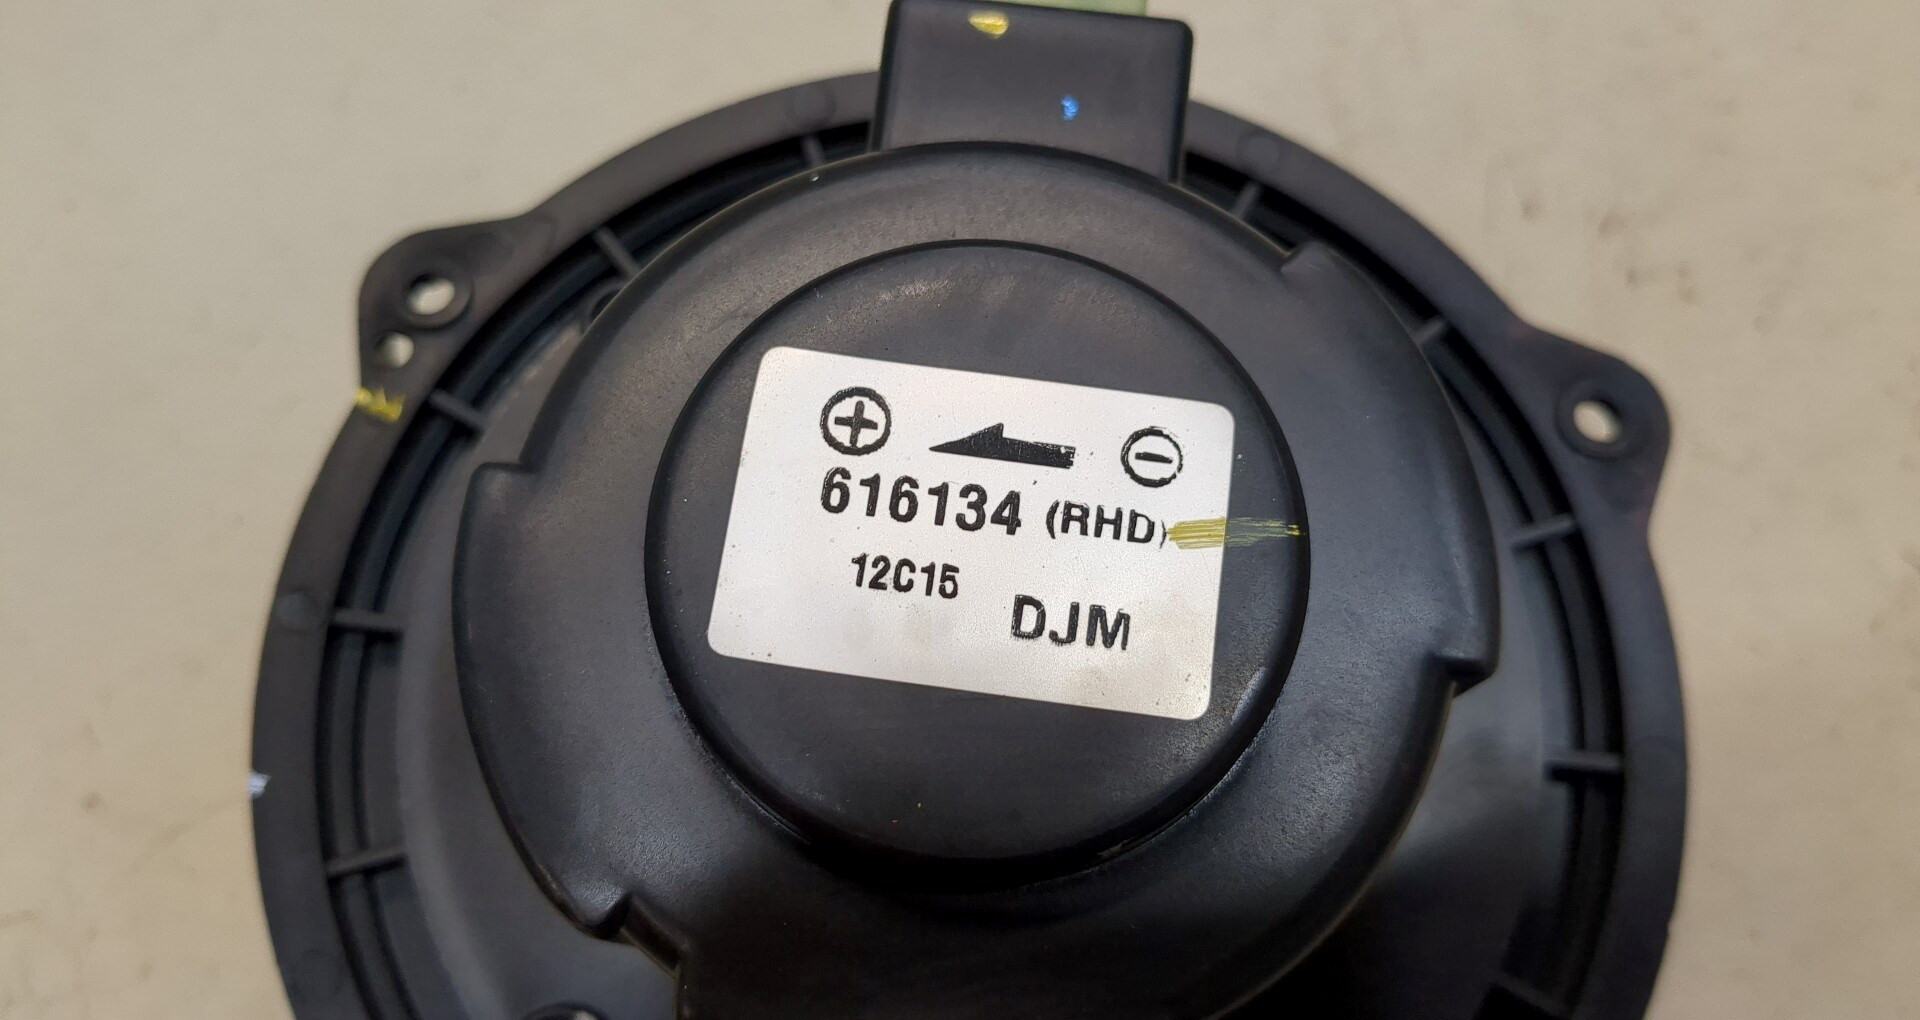 + -
616134 (RHD)
12C15
DJM